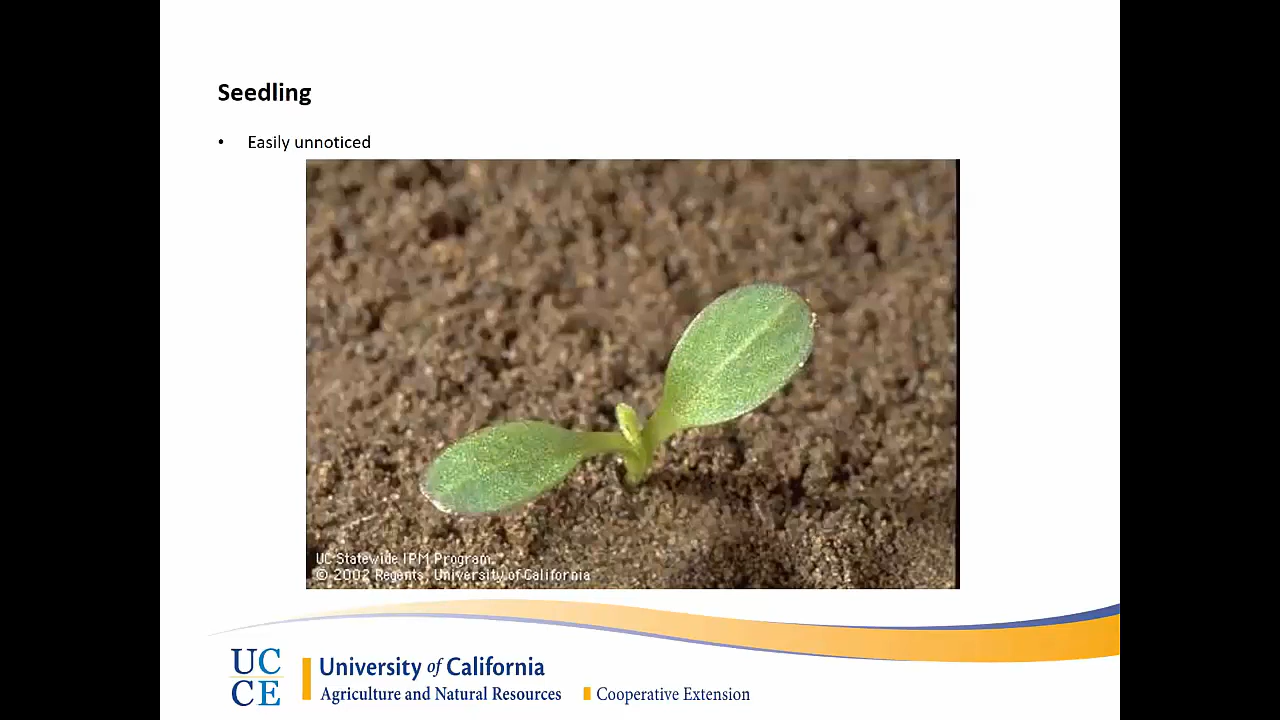 Seedling
• Easily unnoticed
UC Statewide IPM Program
© 2002 Regents, University of California
UC
CE
University of California
Agriculture and Natural Resources
Cooperative Extension